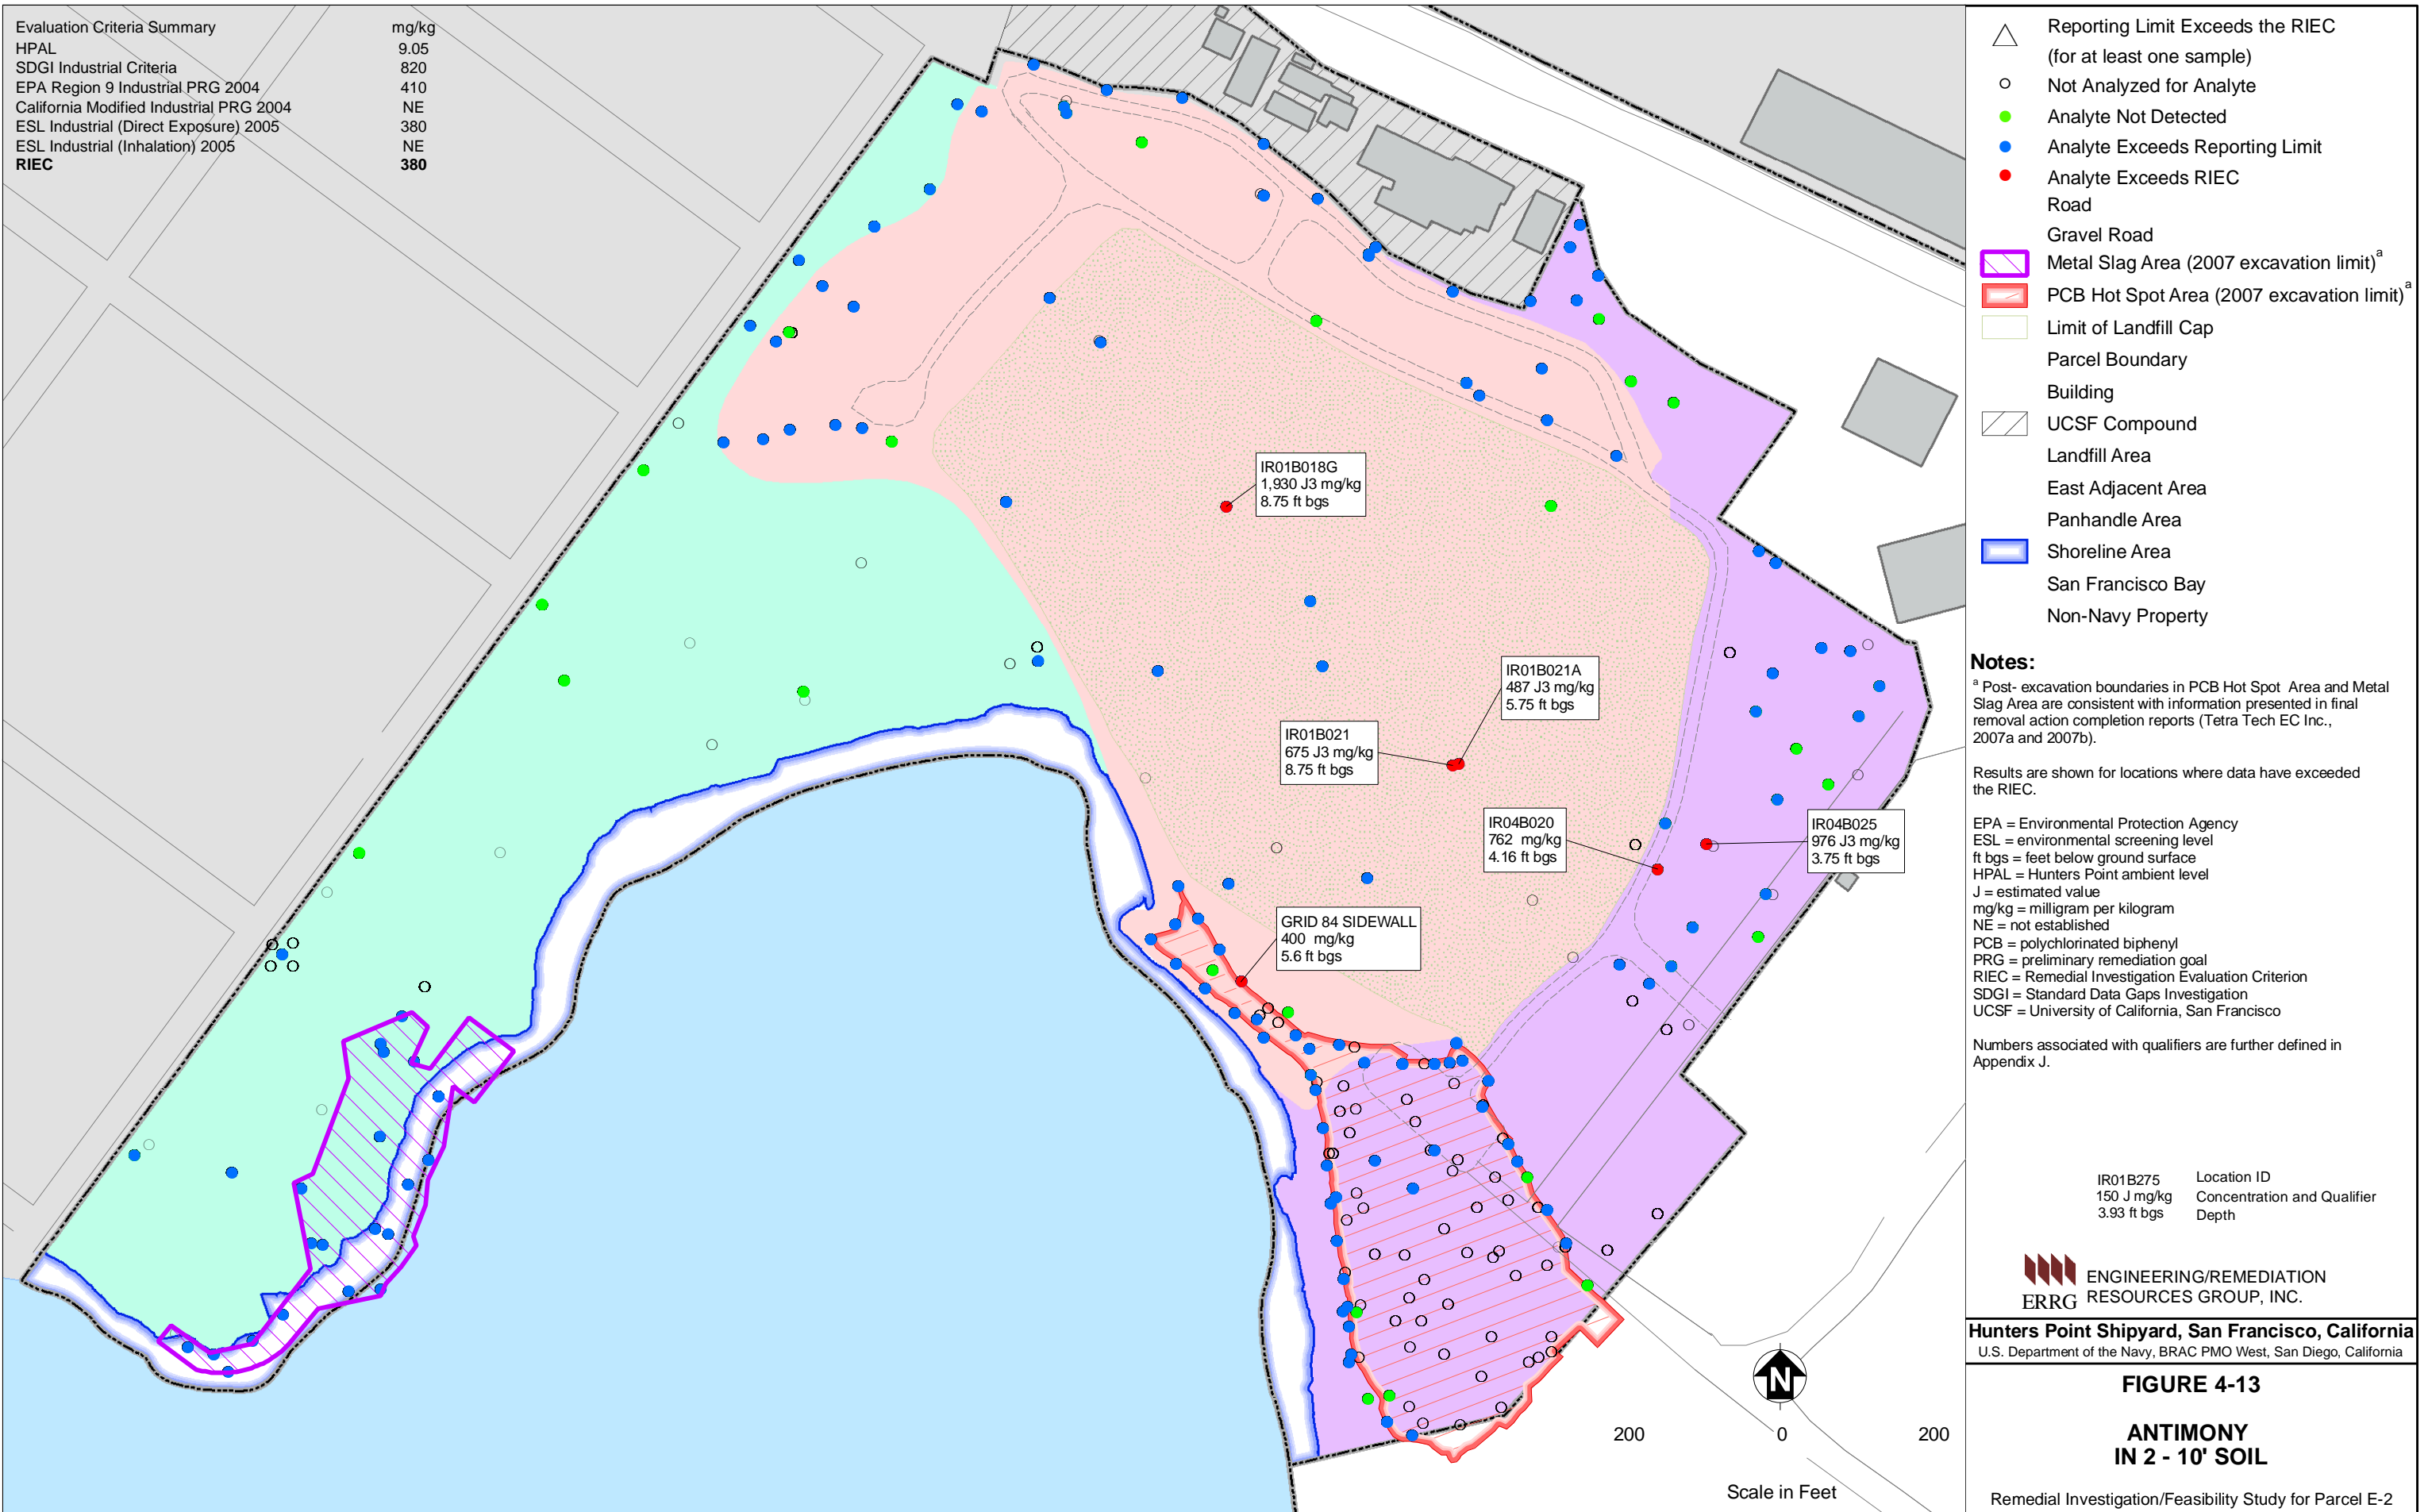 Evaluation Criteria Summary mg/kg
HPAL 9.05
SDGI Industrial Criteria 820
EPA Region 9 Industrial PRG 2004 410
California Modified Industrial PRG 2004 NE
ESL Industrial (Direct Exposure) 2005 380
ESL Industrial (Inhalation) 2005 NE
RIEC 380
IR01B018G
1,930 J3 mg/kg
8.75 ft bgs
IR01B021A
487 J3 mg/kg
5.75 ft bgs
IR01B021
675 J3 mg/kg
8.75 ft bgs
IR04B020
762 mg/kg
4.16 ft bgs
IR04B025
976 J3 mg/kg
3.75 ft bgs
GRID 84 SIDEWALL
400 mg/kg
5.6 ft bgs
N
200 0 200
Scale in Feet
Reporting Limit Exceeds the RIEC
(for at least one sample)
Not Analyzed for Analyte
Analyte Not Detected
Analyte Exceeds Reporting Limit
Analyte Exceeds RIEC
Road
Gravel Road
Metal Slag Area (2007 excavation limit)a
PCB Hot Spot Area (2007 excavation limit)a
Limit of Landfill Cap
Parcel Boundary
Building
UCSF Compound
Landfill Area
East Adjacent Area
Panhandle Area
Shoreline Area
San Francisco Bay
Non-Navy Property
Notes:
a Post- excavation boundaries in PCB Hot Spot Area and Metal
Slag Area are consistent with information presented in final
removal action completion reports (Tetra Tech EC Inc.,
2007a and 2007b).
Results are shown for locations where data have exceeded
the RIEC.
EPA = Environmental Protection Agency
ESL = environmental screening level
ft bgs = feet below ground surface
HPAL = Hunters Point ambient level
J = estimated value
mg/kg = milligram per kilogram
NE = not established
PCB = polychlorinated biphenyl
PRG = preliminary remediation goal
RIEC = Remedial Investigation Evaluation Criterion
SDGI = Standard Data Gaps Investigation
UCSF = University of California, San Francisco
Numbers associated with qualifiers are further defined in
Appendix J.
IR01B275 Location ID
150 J mg/kg Concentration and Qualifier
3.93 ft bgs Depth
ERRG
ENGINEERING/REMEDIATION
RESOURCES GROUP, INC.
Hunters Point Shipyard, San Francisco, California
U.S. Department of the Navy, BRAC PMO West, San Diego, California
FIGURE 4-13
ANTIMONY
IN 2 - 10' SOIL
Remedial Investigation/Feasibility Study for Parcel E-2